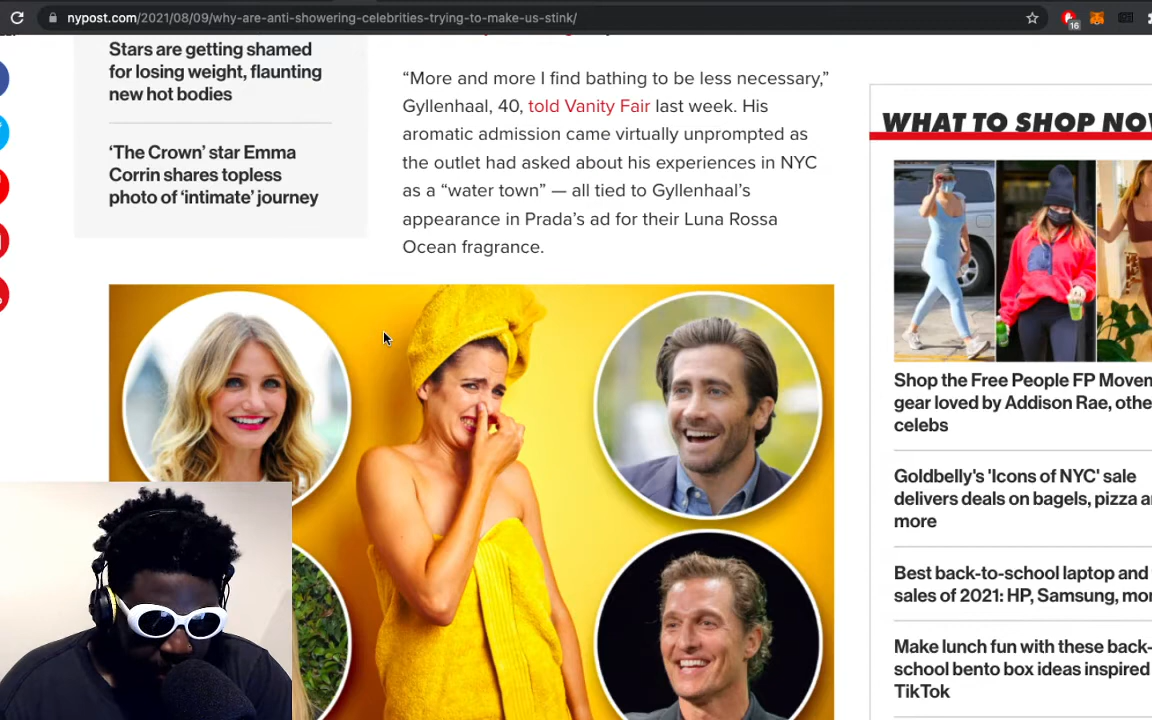 nypost.com/2021/08/09/why-are-anti-showering-celebrities-trying-to-make-us-stink/
16
Stars are getting shamed
for losing weight, flaunting
new hot bodies
‘The Crown’ star Emma
Corrin shares topless
photo of ‘intimate’ journey
“More and more I find bathing to be less necessary,”
Gyllenhaal, 40, told Vanity Fair last week. His
aromatic admission came virtually unprompted as
the outlet had asked about his experiences in NYC
as a “water town” — all tied to Gyllenhaal’s
appearance in Prada’s ad for their Luna Rossa
Ocean fragrance.
WHAT TO SHOP NO
Shop the Free People FP Movem
gear loved by Addison Rae, othe
celebs
Goldbelly's 'Icons of NYC' sale
delivers deals on bagels, pizza a
more
Best back-to-school laptop and
sales of 2021: HP, Samsung, mo
Make lunch fun with these back-
school bento box ideas inspired
TikTok